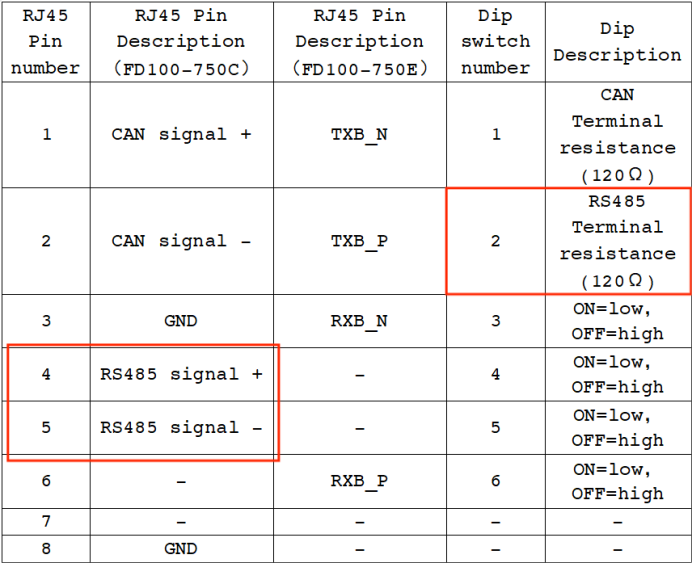 RJ45 Pin number | RJ45 Pin Description (FD100-750C) | RJ45 Pin Description (FD100-750E) | Dip switch number | Dip Description
1 | CAN signal + | TXB_N | 1 | CAN Terminal resistance (120Ω)
2 | CAN signal - | TXB_P | 2 | RS485 Terminal resistance (120Ω)
3 | GND | RXB_N | 3 | ON=low, OFF=high
4 | RS485 signal + | - | 4 | ON=low, OFF=high
5 | RS485 signal - | - | 5 | ON=low, OFF=high
6 | - | RXB_P | 6 | ON=low, OFF=high
7 | - | - | - | -
8 | GND | - | - | -